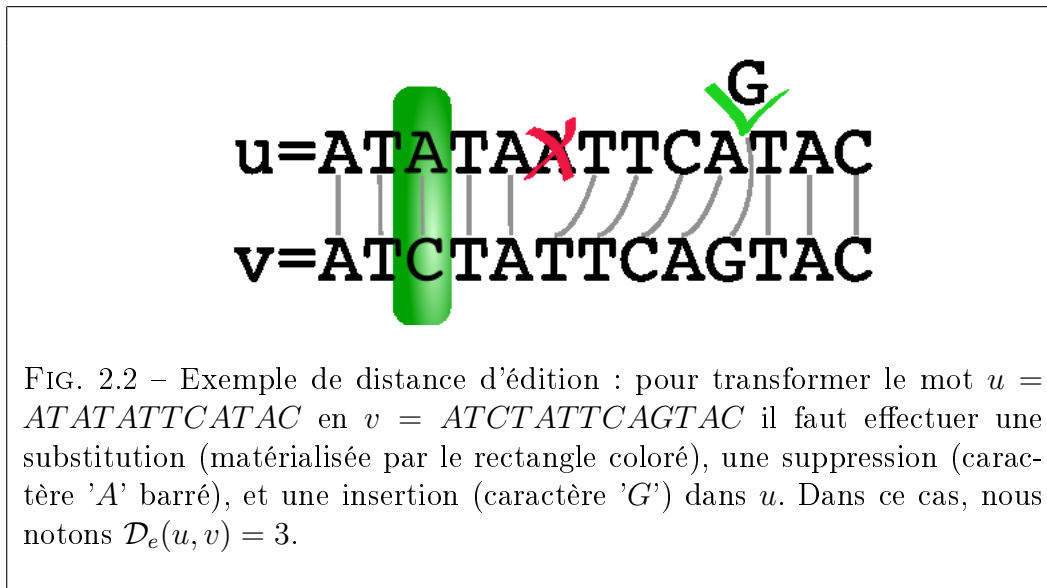 G
u=ATATAATTCATAC
v=ATCTATTCAGTAC
FIG. 2.2 – Exemple de distance d'édition : pour transformer le mot u =
ATATATTCATAC en v = ATCTATTCAGTAC il faut effectuer une
substitution (matérialisée par le rectangle coloré), une suppression (carac-
tère 'A' barré), et une insertion (caractère 'G') dans u. Dans ce cas, nous
notons 𝒟ₑ(u, v) = 3.